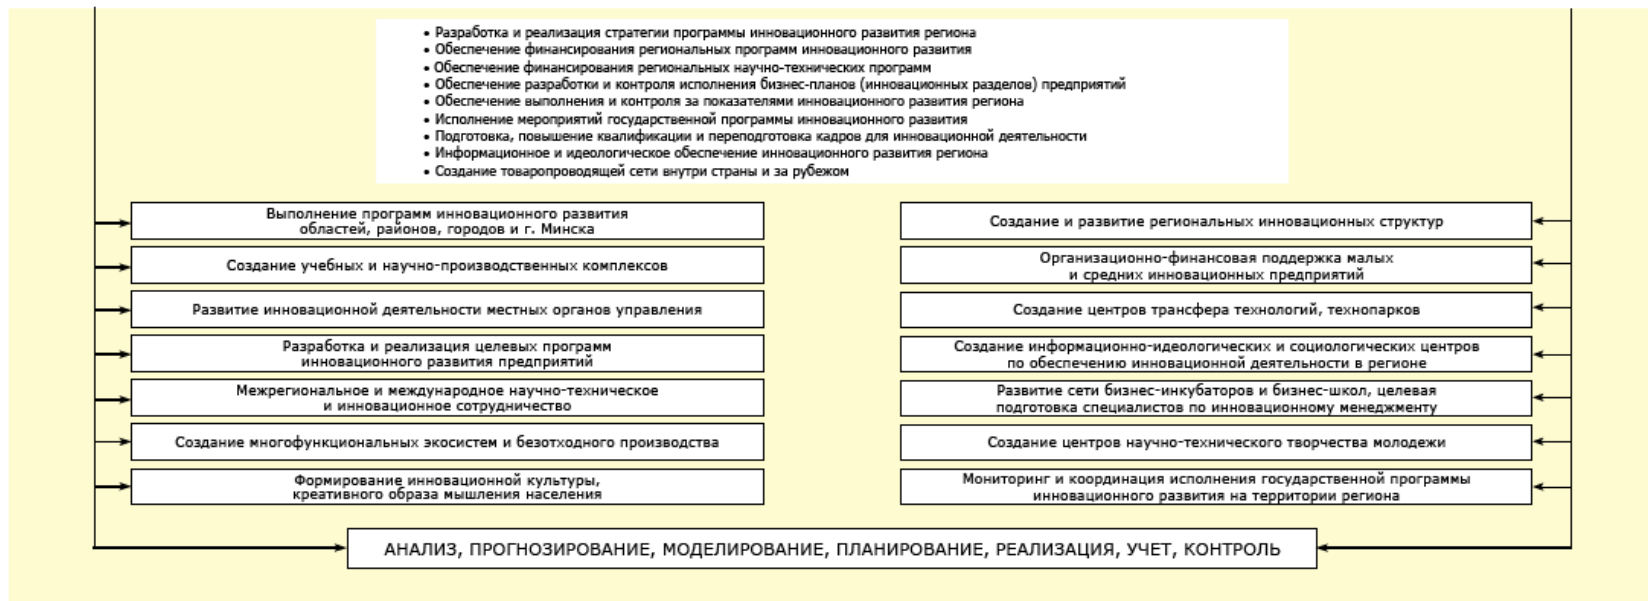 • Разработка и реализация стратегии программы инновационного развития региона
• Обеспечение финансирования региональных программ инновационного развития
• Обеспечение финансирования региональных научно-технических программ
• Обеспечение разработки и контроля исполнения бизнес-планов (инновационных разделов) предприятий
• Обеспечение выполнения и контроля за показателями инновационного развития региона
• Исполнение мероприятий государственной программы инновационного развития
• Подготовка, повышение квалификации и переподготовка кадров для инновационной деятельности
• Информационное и идеологическое обеспечение инновационного развития региона
• Создание товаропроводящей сети внутри страны и за рубежом
Выполнение программ инновационного развития
областей, районов, городов и г. Минска
Создание учебных и научно-производственных комплексов
Развитие инновационной деятельности местных органов управления
Разработка и реализация целевых программ
инновационного развития предприятий
Межрегиональное и международное научно-техническое
и инновационное сотрудничество
Создание многофункциональных экосистем и безотходного производства
Формирование инновационной культуры,
креативного образа мышления населения
Создание и развитие региональных инновационных структур
Организационно-финансовая поддержка малых
и средних инновационных предприятий
Создание центров трансфера технологий, технопарков
Создание информационно-идеологических и социологических центров
по обеспечению инновационной деятельности в регионе
Развитие сети бизнес-инкубаторов и бизнес-школ, целевая
подготовка специалистов по инновационному менеджменту
Создание центров научно-технического творчества молодежи
Мониторинг и координация исполнения государственной программы
инновационного развития на территории региона
АНАЛИЗ, ПРОГНОЗИРОВАНИЕ, МОДЕЛИРОВАНИЕ, ПЛАНИРОВАНИЕ, РЕАЛИЗАЦИЯ, УЧЕТ, КОНТРОЛЬ